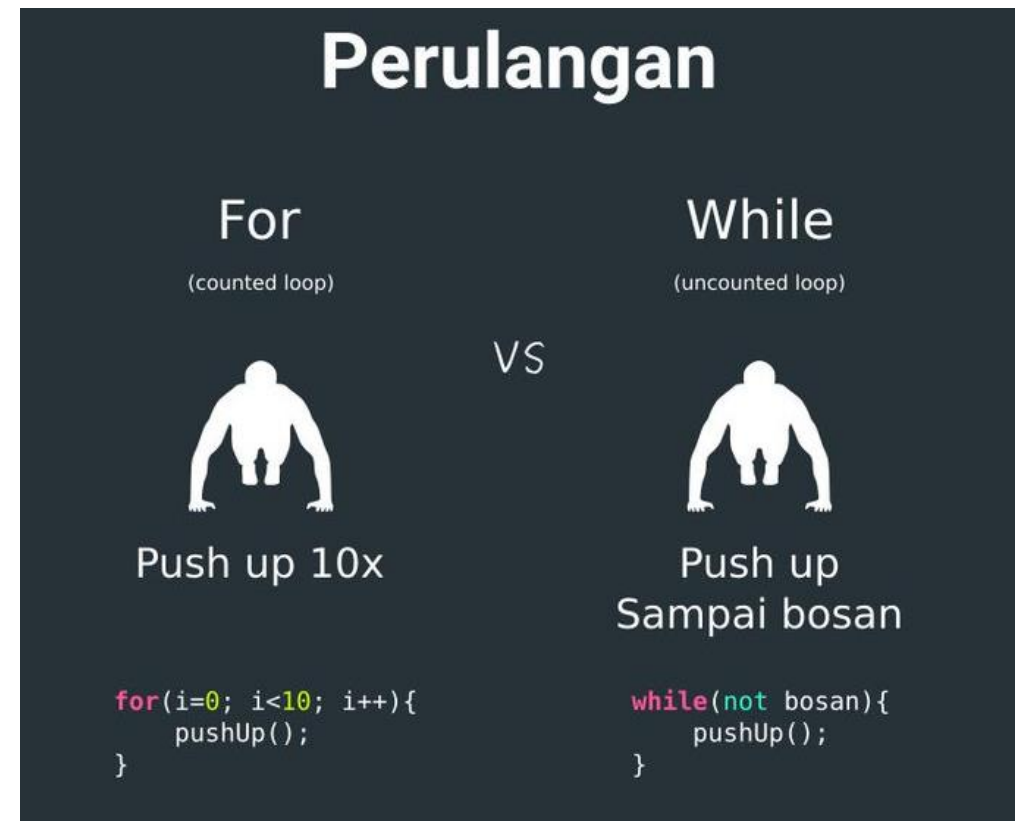 Perulangan
For
(counted loop)
VS
While
(uncounted loop)
Push up 10x
Push up
Sampai bosan
for(i=0; i<10; i++){
    pushUp();
}
while(not bosan){
    pushUp();
}